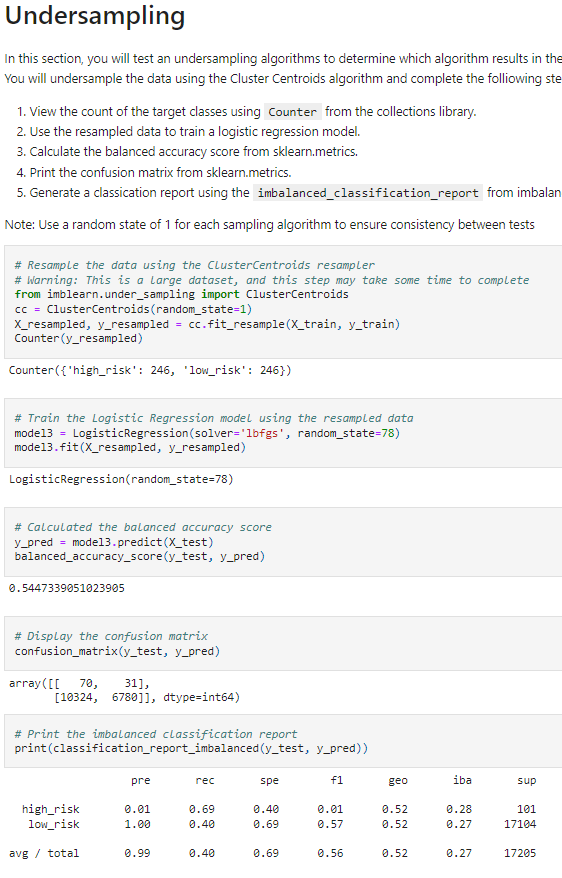 Undersampling
In this section, you will test an undersampling algorithms to determine which algorithm results in the
You will undersample the data using the Cluster Centroids algorithm and complete the folliowing ste
1. View the count of the target classes using Counter from the collections library.
2. Use the resampled data to train a logistic regression model.
3. Calculate the balanced accuracy score from sklearn.metrics.
4. Print the confusion matrix from sklearn.metrics.
5. Generate a classication report using the imbalanced_classification_report from imbalan
Note: Use a random state of 1 for each sampling algorithm to ensure consistency between tests
# Resample the data using the ClusterCentroids resampler
# Warning: This is a large dataset, and this step may take some time to complete
from imblearn.under_sampling import ClusterCentroids
cc = ClusterCentroids(random_state=1)
X_resampled, y_resampled = cc.fit_resample(X_train, y_train)
Counter(y_resampled)
Counter({'high_risk': 246, 'low_risk': 246})
# Train the Logistic Regression model using the resampled data
model3 = LogisticRegression(solver='lbfgs', random_state=78)
model3.fit(X_resampled, y_resampled)
LogisticRegression(random_state=78)
# Calculated the balanced accuracy score
y_pred = model3.predict(X_test)
balanced_accuracy_score(y_test, y_pred)
0.5447339051023905
# Display the confusion matrix
confusion_matrix(y_test, y_pred)
array([[   70,    31],
       [10324,  6780]], dtype=int64)
# Print the imbalanced classification report
print(classification_report_imbalanced(y_test, y_pred))
pre rec spe f1 geo iba sup
high_risk 0.01 0.69 0.40 0.01 0.52 0.28 101
low_risk 1.00 0.40 0.69 0.57 0.52 0.27 17104
avg / total 0.99 0.40 0.69 0.56 0.52 0.27 17205